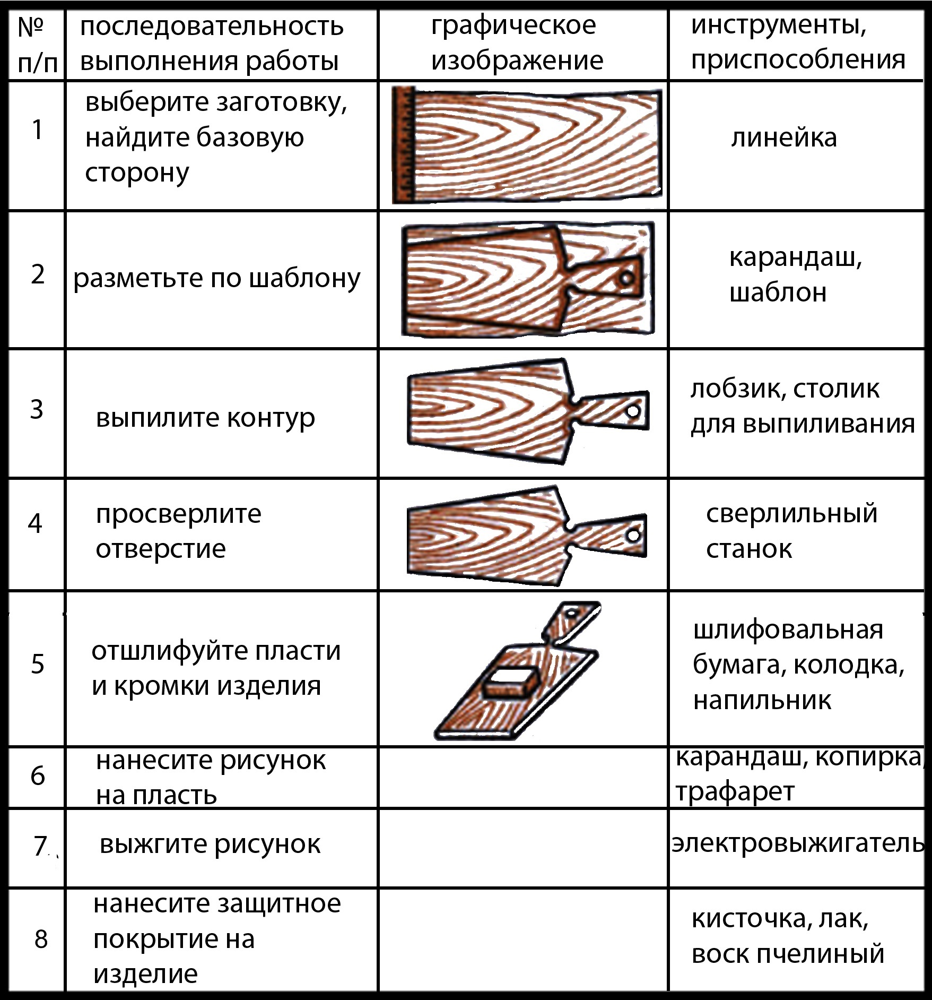 №
п/п
последовательность
выполнения работы
графическое
изображение
инструменты,
приспособления
1
выберите заготовку,
найдите базовую
сторону
линейка
2
разметьте по шаблону
карандаш,
шаблон
3
выпилите контур
лобзик, столик
для выпиливания
4
просверлите
отверстие
сверлильный
станок
5
отшлифуйте пласти
и кромки изделия
шлифовальная
бумага, колодка,
напильник
6
нанесите рисунок
на пласть
карандаш, копирка,
трафарет
7
выжгите рисунок
электровыжигатель
8
нанесите защитное
покрытие на
изделие
кисточка, лак,
воск пчелиный